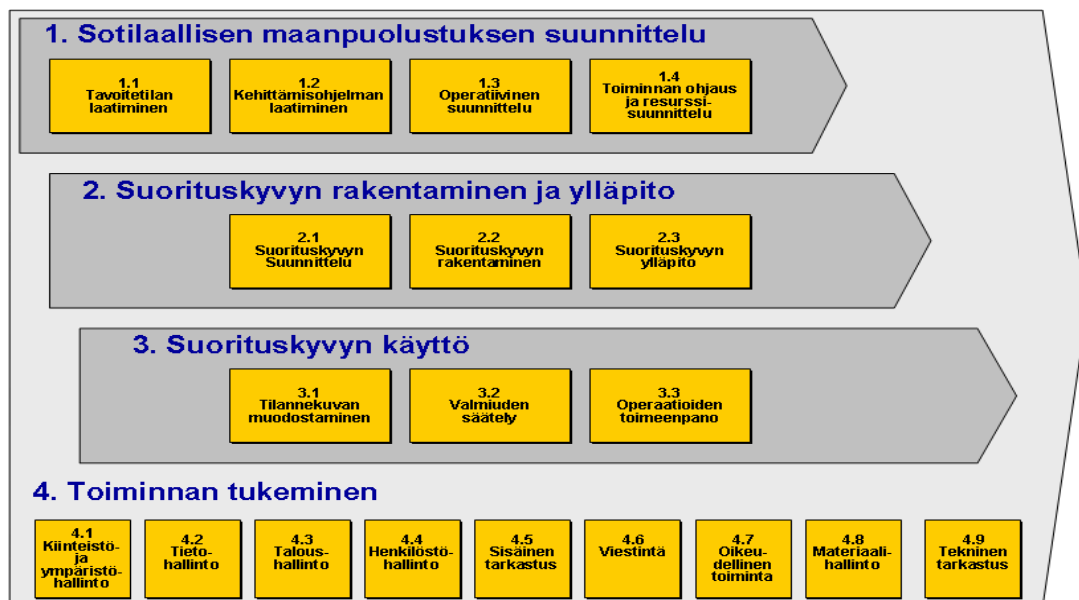 1. Sotilaallisen maanpuolustuksen suunnittelu
1.1
Tavoitetilan
laatiminen
1.2
Kehittämisohjelman
laatiminen
1.3
Operatiivinen
suunnittelu
1.4
Toiminnan ohjaus
ja resurssi-
suunnittelu
2. Suorituskyvyn rakentaminen ja ylläpito
2.1
Suorituskyvyn
Suunnittelu
2.2
Suorituskyvyn
rakentaminen
2.3
Suorituskyvyn
ylläpito
3. Suorituskyvyn käyttö
3.1
Tilannekuvan
muodostaminen
3.2
Valmiuden
säätely
3.3
Operaatioiden
toimeenpano
4. Toiminnan tukeminen
4.1
Kiinteistö-
ja
ympäristö-
hallinto
4.2
Tieto-
hallinto
4.3
Talous-
hallinto
4.4
Henkilöstö-
hallinto
4.5
Sisäinen
tarkastus
4.6
Viestintä
4.7
Oikeu-
dellinen
toiminta
4.8
Materiaali-
hallinto
4.9
Tekninen
tarkastus